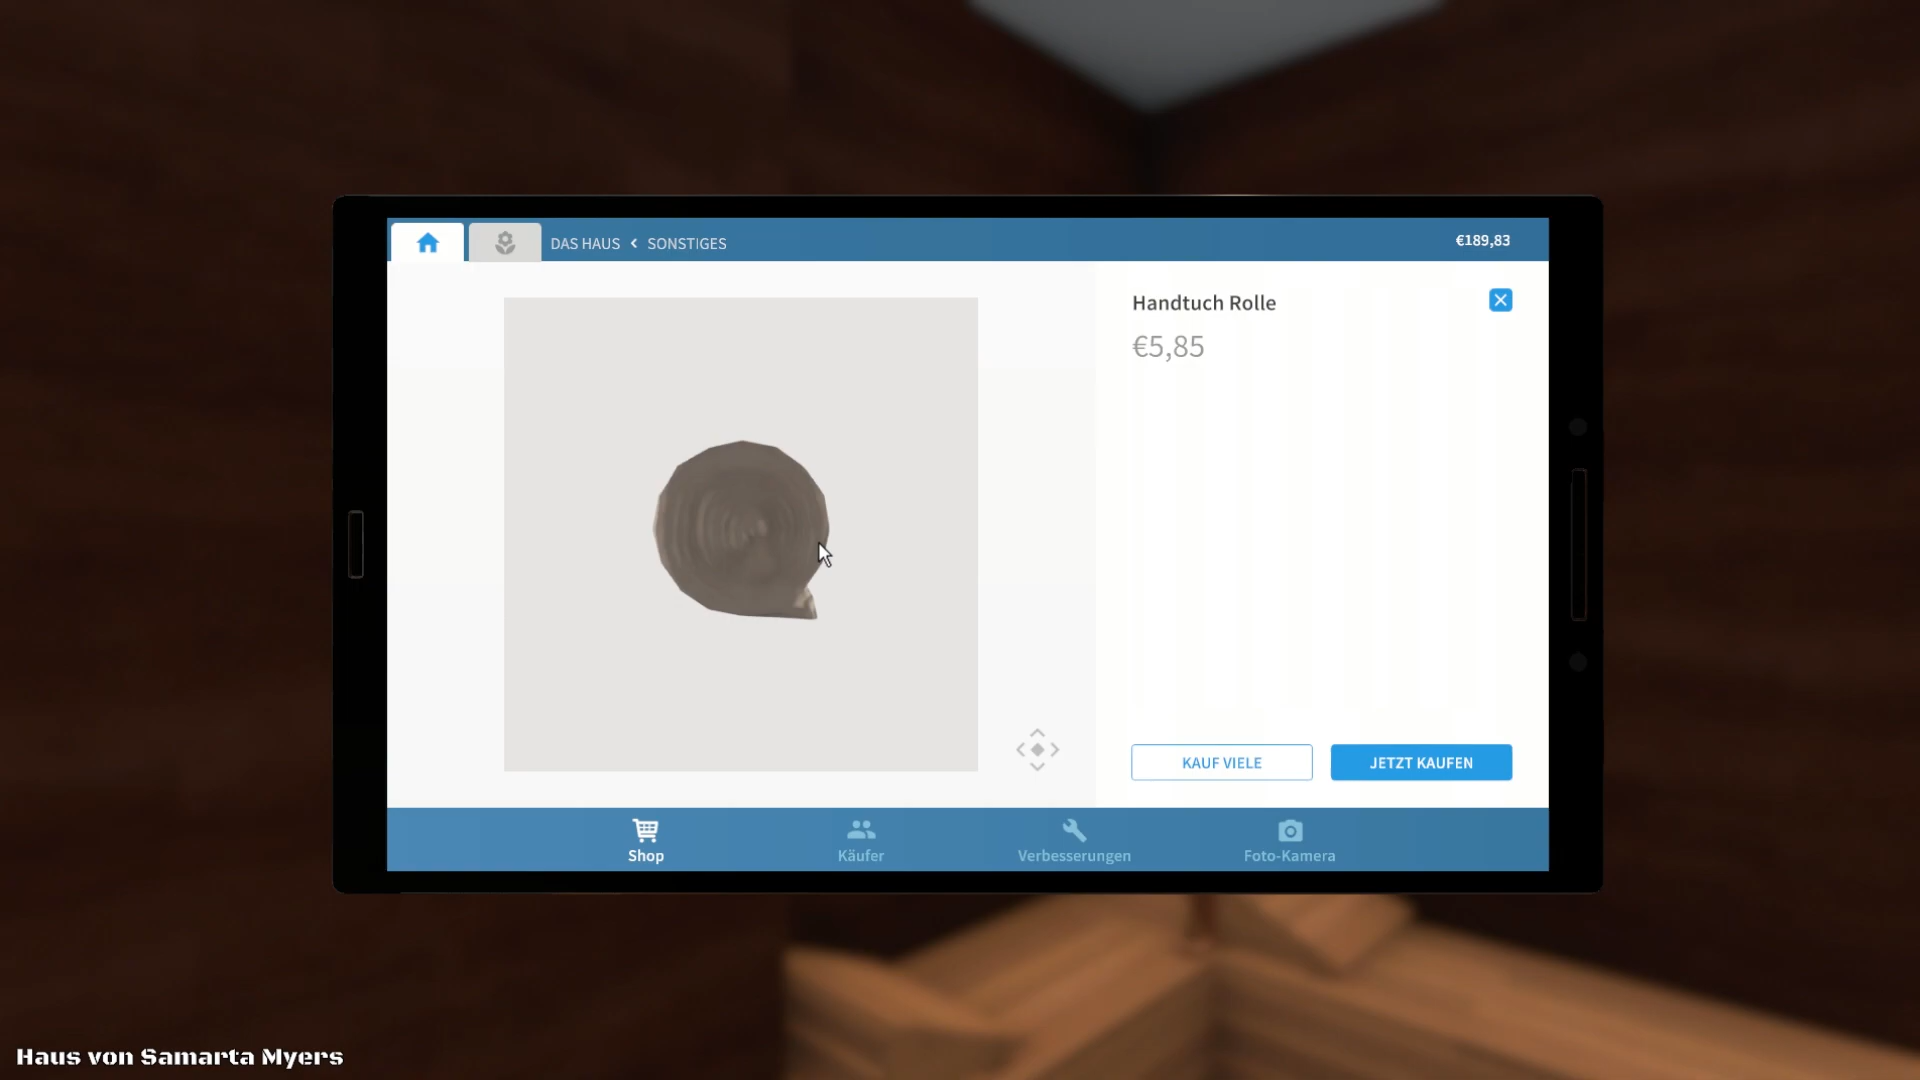 DAS HAUS < SONSTIGES
€189,83
Handtuch Rolle
€5,85
KAUF VIELE
JETZT KAUFEN
Shop
Käufer
Verbesserungen
Foto-Kamera
Haus von Samarta Myers